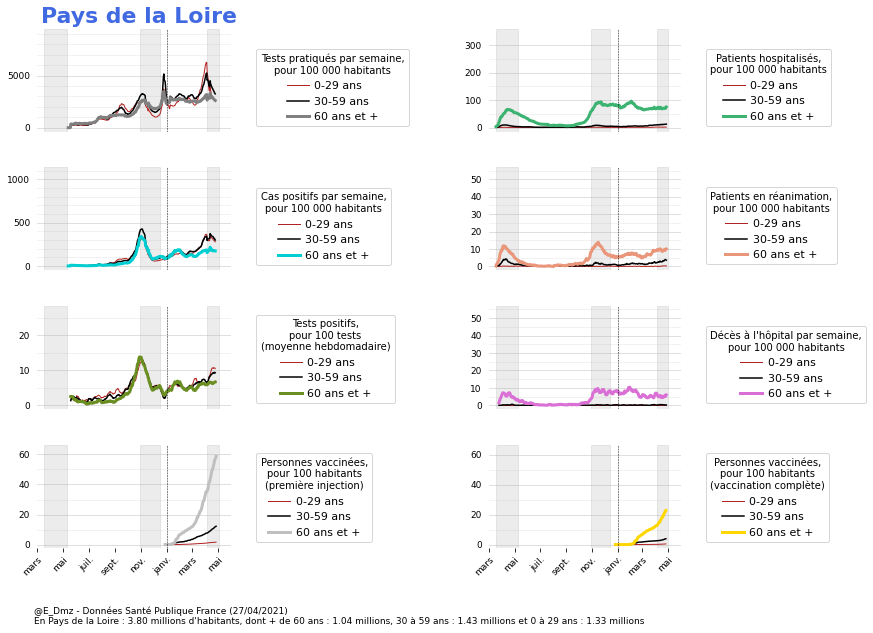 Pays de la Loire
5000
0
Tests pratiqués par semaine,
pour 100 000 habitants
0-29 ans
30-59 ans
60 ans et +
300
200
100
0
Patients hospitalisés,
pour 100 000 habitants
0-29 ans
30-59 ans
60 ans et +
1000
500
0
Cas positifs par semaine,
pour 100 000 habitants
0-29 ans
30-59 ans
60 ans et +
50
40
30
20
10
0
Patients en réanimation,
pour 100 000 habitants
0-29 ans
30-59 ans
60 ans et +
20
10
0
Tests positifs,
pour 100 tests
(moyenne hebdomadaire)
0-29 ans
30-59 ans
60 ans et +
50
40
30
20
10
0
Décès à l'hôpital par semaine,
pour 100 000 habitants
0-29 ans
30-59 ans
60 ans et +
60
40
20
0
mars mai juil. sept. nov. janv. mars mai
Personnes vaccinées,
pour 100 habitants
(première injection)
0-29 ans
30-59 ans
60 ans et +
60
40
20
0
mars mai juil. sept. nov. janv. mars mai
Personnes vaccinées,
pour 100 habitants
(vaccination complète)
0-29 ans
30-59 ans
60 ans et +
@E_Dmz - Données Santé Publique France (27/04/2021)
En Pays de la Loire : 3.80 millions d'habitants, dont + de 60 ans : 1.04 millions, 30 à 59 ans : 1.43 millions et 0 à 29 ans : 1.33 millions